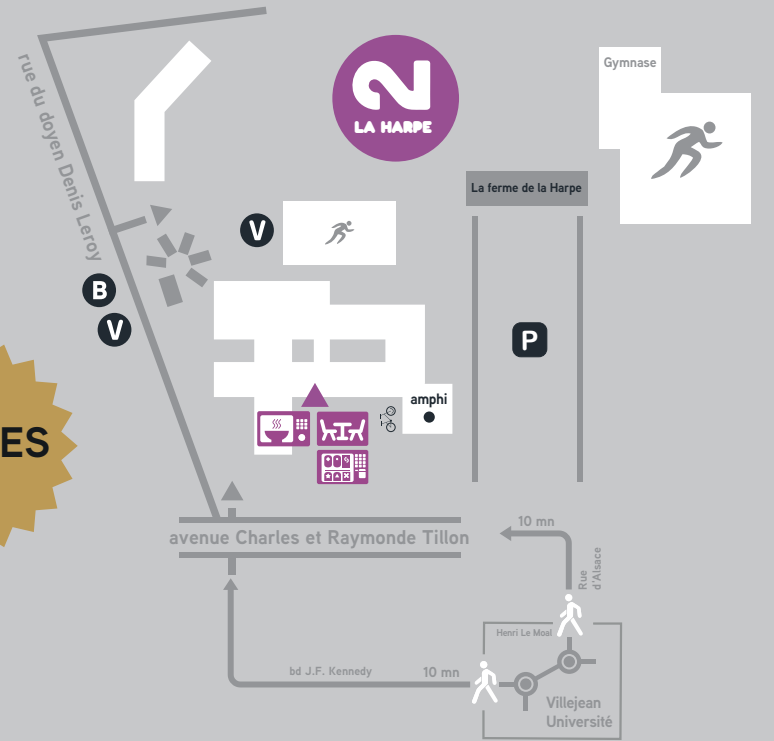 2
LA HARPE
Gymnase
rue du doyen Denis Leroy
La ferme de la Harpe
V
B
V
P
amphi
ES
avenue Charles et Raymonde Tillon
10 mn
Rue
d'Alsace
Henri Le Moal
bd J.F. Kennedy
10 mn
Villejean
Université